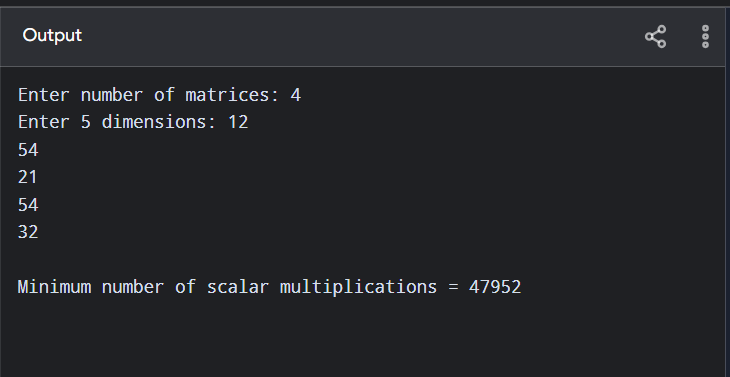 Output
Enter number of matrices: 4
Enter 5 dimensions: 12
54
21
54
32
Minimum number of scalar multiplications = 47952